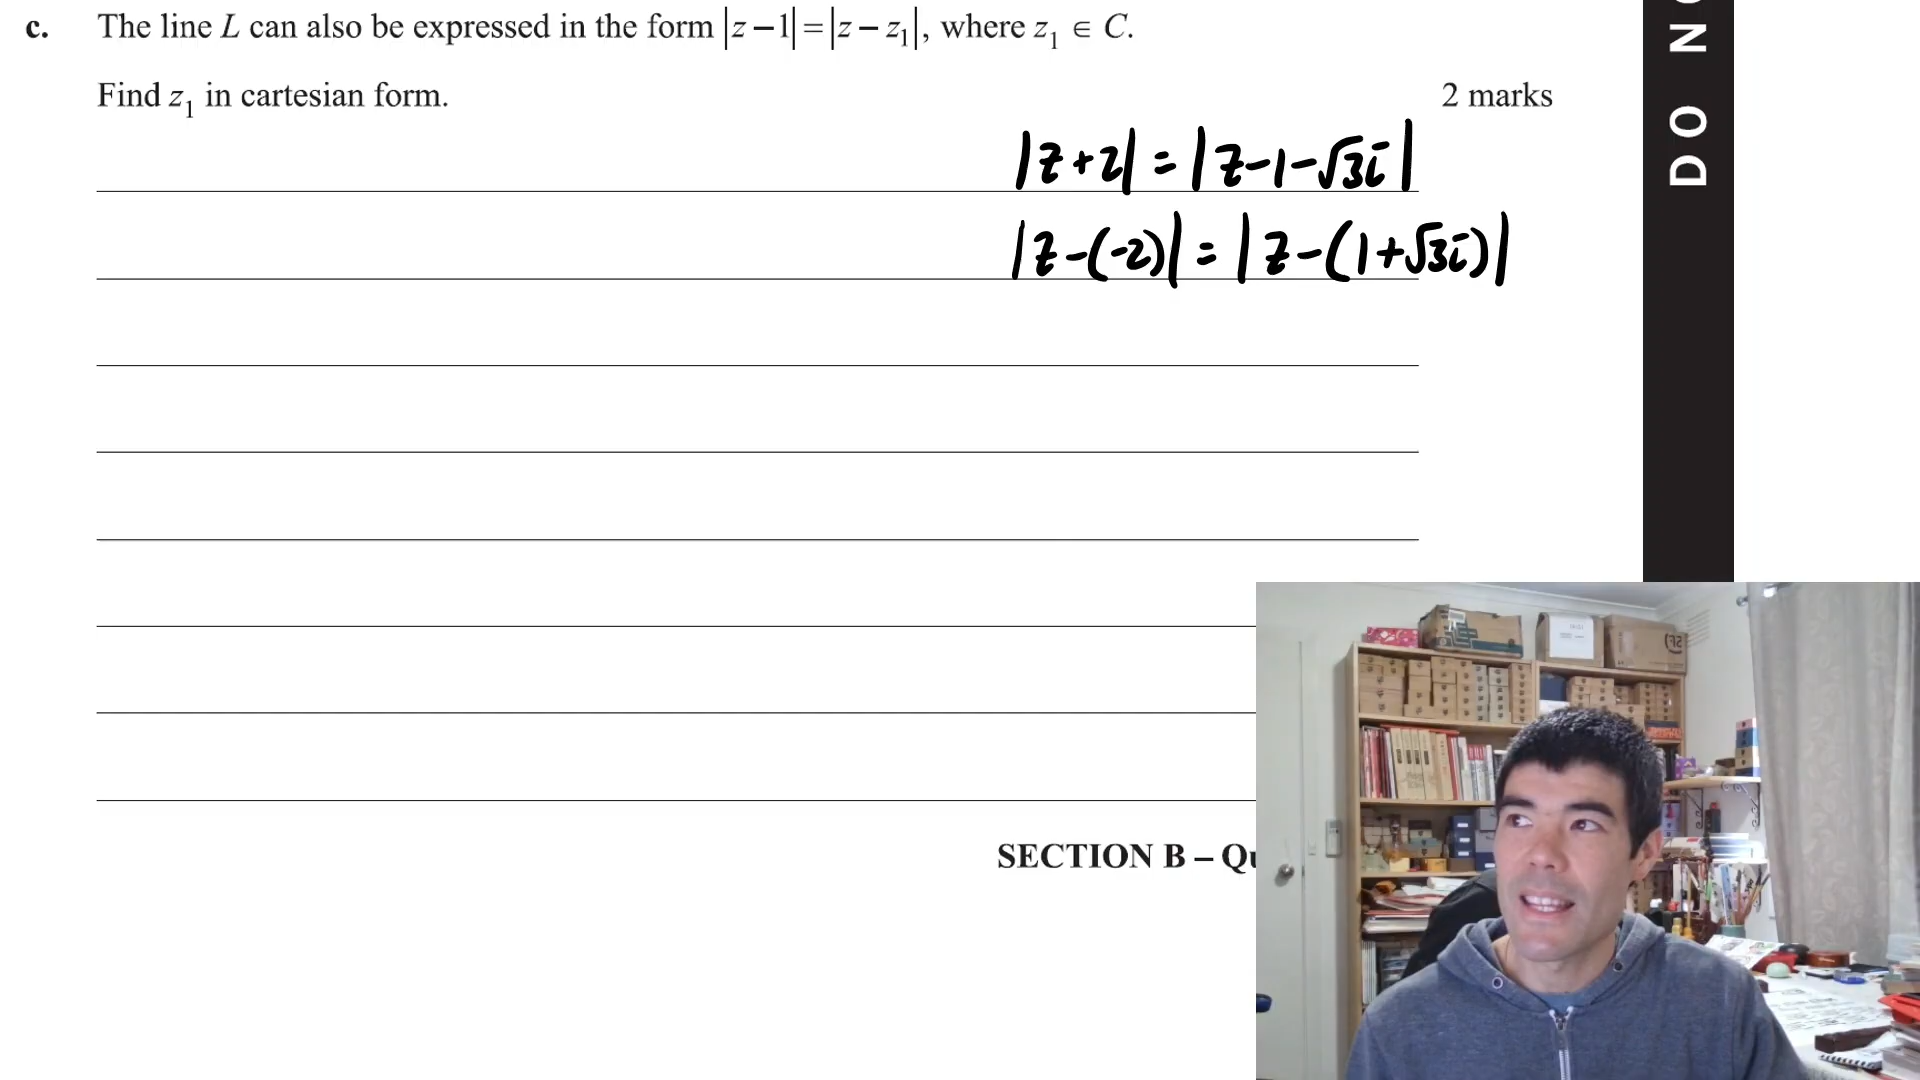 c. The line L can also be expressed in the form |z − 1| = |z − z₁|, where z₁ ∈ C.
Find z₁ in cartesian form. 2 marks
|z+2| = |z-1-√3i|
|z-(-2)| = |z-(1+√3i)|
SECTION B – Qu
DO NO